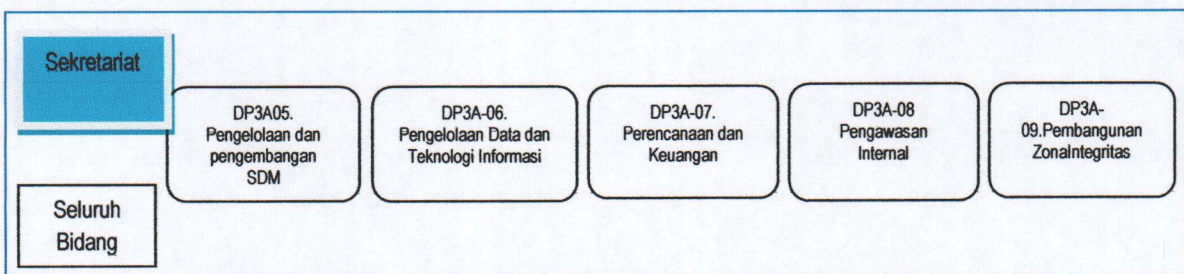 Sekretariat
DP3A05.
Pengelolaan dan
pengembangan
SDM
DP3A-06.
Pengelolaan Data dan
Teknologi Informasi
DP3A-07.
Perencanaan dan
Keuangan
DP3A-08
Pengawasan
Internal
DP3A-
09.Pembangunan
ZonaIntegritas
Seluruh
Bidang